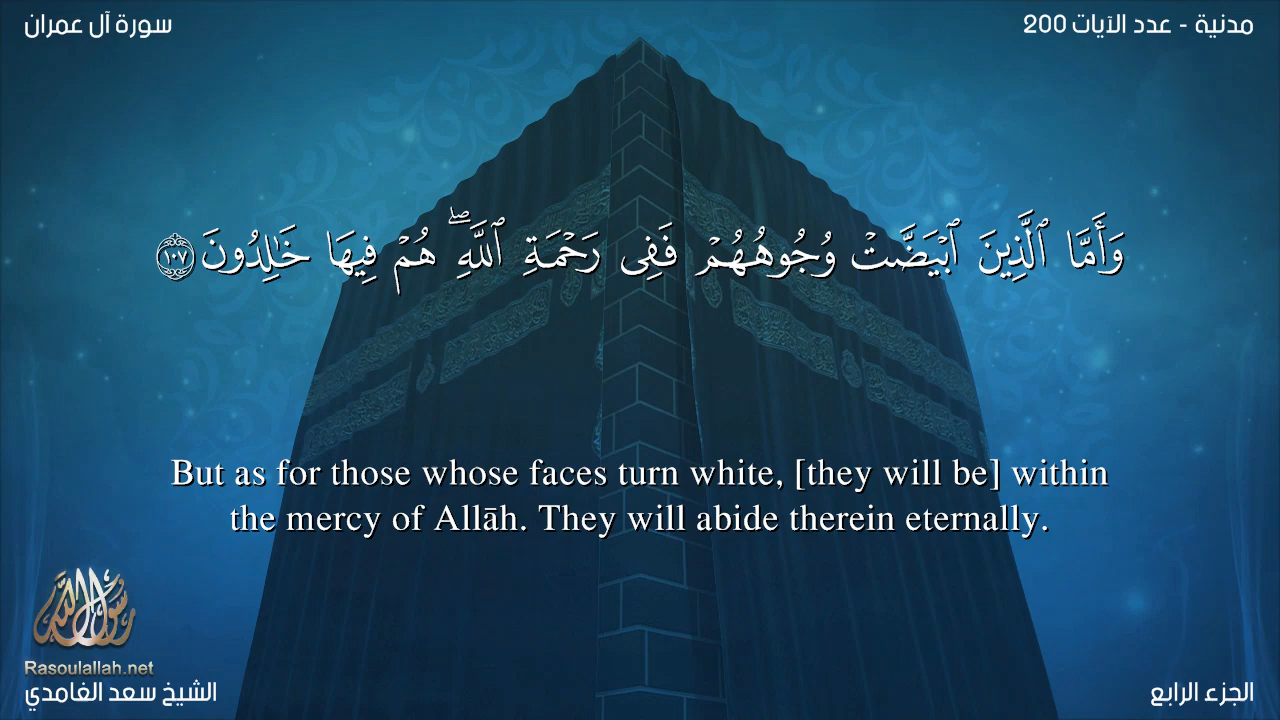 سورة آل عمران
مدنية - عدد الآيات 200
وَأَمَّا ٱلَّذِينَ ٱبْيَضَّتْ وُجُوهُهُمْ فَفِى رَحْمَةِ ٱللَّهِ ۖ هُمْ فِيهَا خَـٰلِدُونَ ١٠٧
But as for those whose faces turn white, [they will be] within
the mercy of Allāh. They will abide therein eternally.
رسول الله
Rasoulallah.net
الشيخ سعد الغامدي
الجزء الرابع